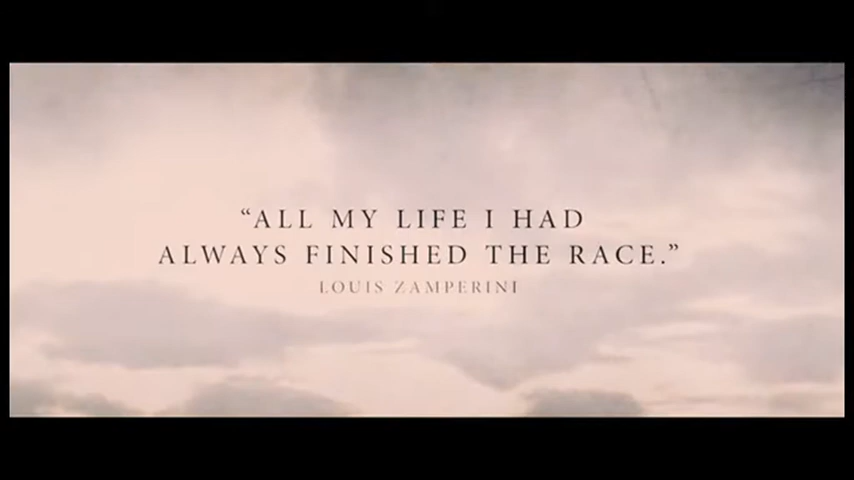 “ALL MY LIFE I HAD
ALWAYS FINISHED THE RACE.”
LOUIS ZAMPERINI